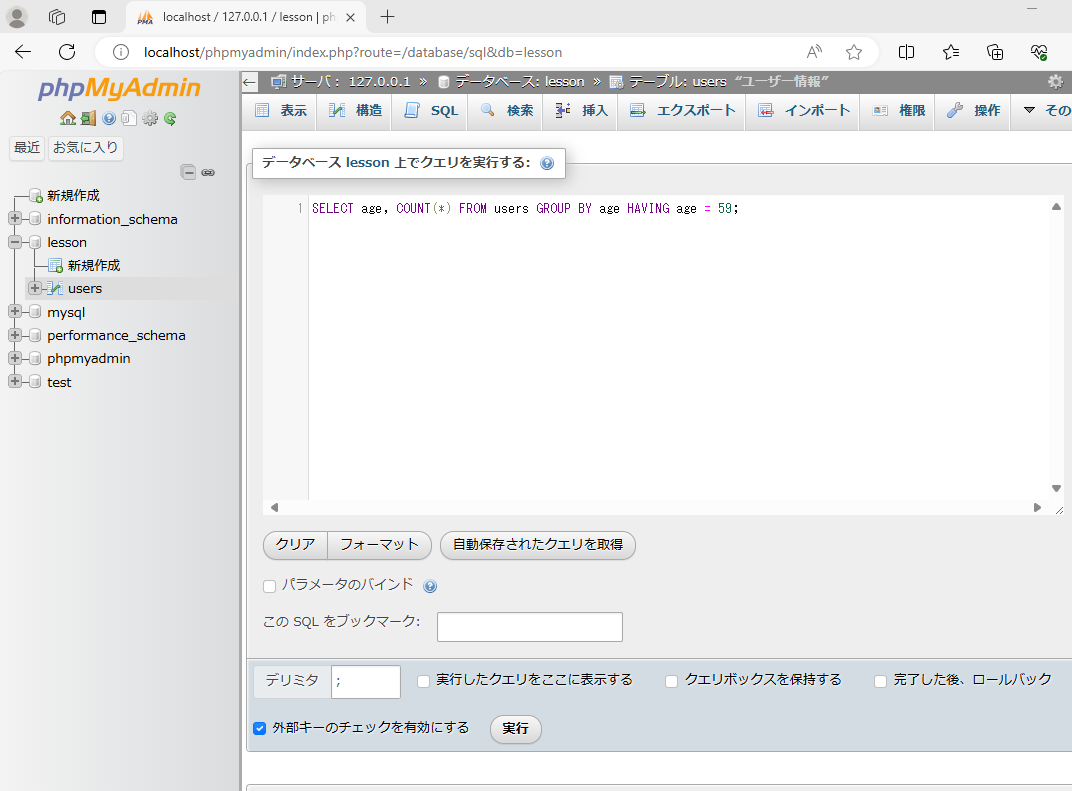 localhost / 127.0.0.1 / lesson | ph
localhost/phpmyadmin/index.php?route=/database/sql&db=lesson
phpMyAdmin
最近 お気に入り
新規作成
information_schema
lesson
新規作成
users
mysql
performance_schema
phpmyadmin
test
サーバ: 127.0.0.1 » データベース: lesson » テーブル: users “ユーザー情報”
表示 構造 SQL 検索 挿入 エクスポート インポート 権限 操作 その
データベース lesson 上でクエリを実行する:
1 SELECT age, COUNT(*) FROM users GROUP BY age HAVING age = 59;
クリア フォーマット 自動保存されたクエリを取得
パラメータのバインド
この SQL をブックマーク:
デリミタ ; 実行したクエリをここに表示する クエリボックスを保持する 完了した後、ロールバック
外部キーのチェックを有効にする 実行